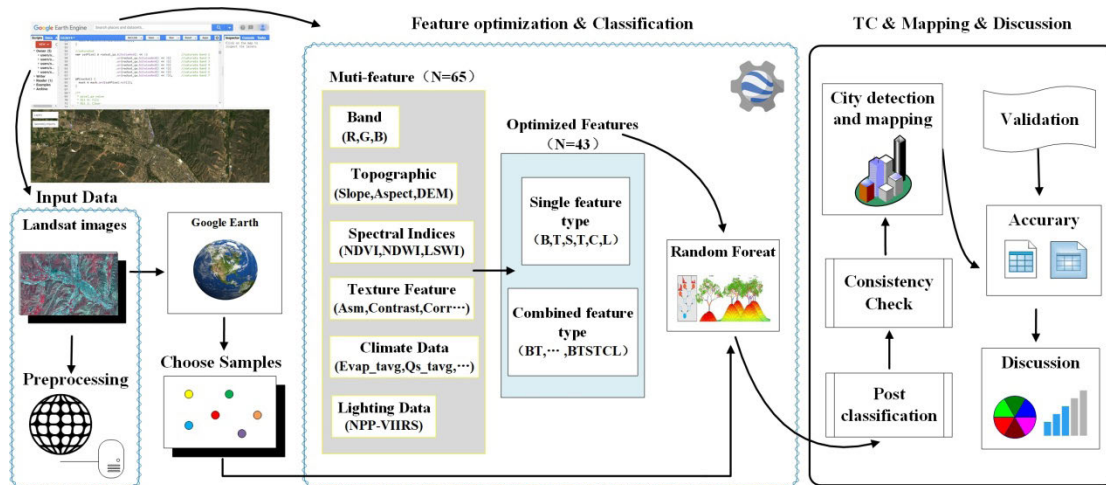 Google Earth Engine
Input Data
Landsat images
Preprocessing
Google Earth
Choose Samples
Feature optimization & Classification
Muti-feature（N=65）
Band
(R,G,B)
Topographic
(Slope,Aspect,DEM)
Spectral Indices
(NDVI,NDWI,LSWI)
Texture Feature
(Asm,Contrast,Corr⋯)
Climate Data
(Evap_tavg,Qs_tavg,⋯)
Lighting Data
(NPP-VIIRS)
Optimized Features
（N=43）
Single feature
type
(B,T,S,T,C,L)
Combined feature
type
(BT,⋯ ,BTSTCL)
Random Foreat
TC & Mapping & Discussion
City detection
and mapping
Consistency
Check
Post
classification
Validation
Accurary
Discussion